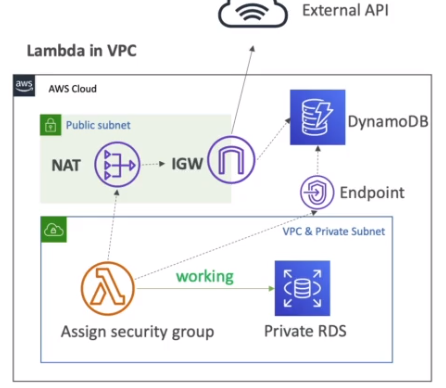 External API
Lambda in VPC
aws
AWS Cloud
Public subnet
DynamoDB
NAT
IGW
Endpoint
VPC & Private Subnet
working
Assign security group
Private RDS